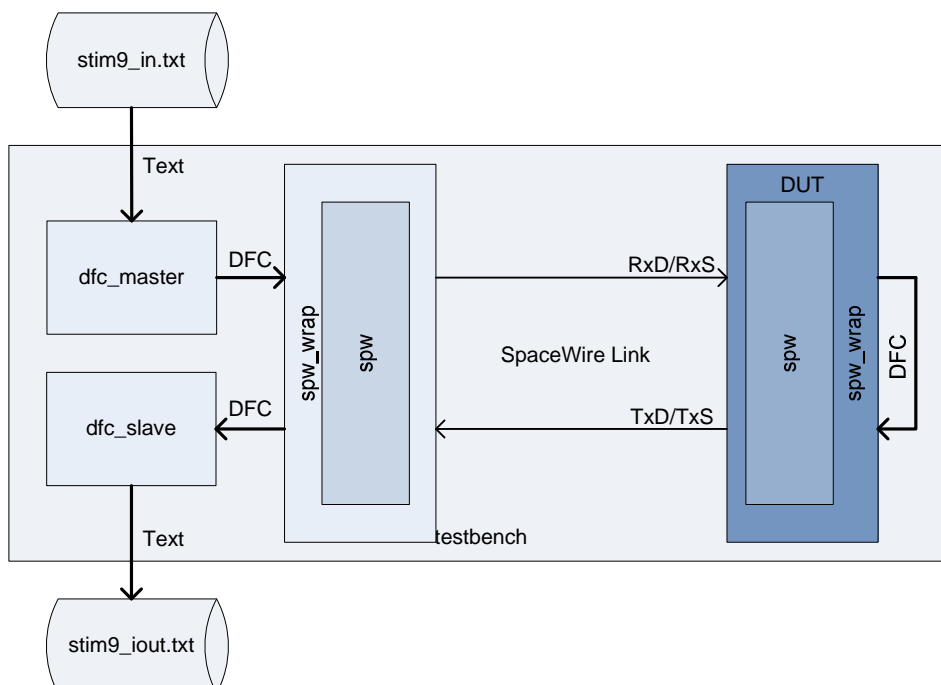 stim9_in.txt
Text
DUT
dfc_master
DFC
RxD/RxS
spw_wrap
spw
SpaceWire Link
spw
spw_wrap
DFC
dfc_slave
DFC
TxD/TxS
testbench
Text
stim9_iout.txt